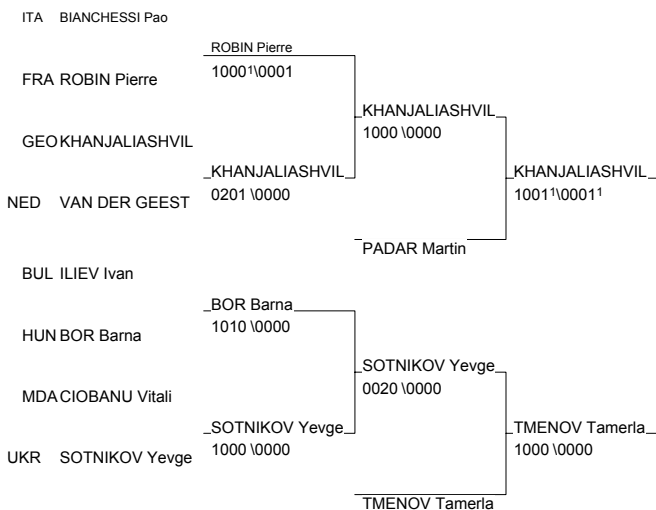 ITA BIANCHESSI Pao
ROBIN Pierre
10001\0001
FRA ROBIN Pierre
KHANJALIASHVIL
1000 \0000
GEO KHANJALIASHVIL
KHANJALIASHVIL
0201 \0000
KHANJALIASHVIL
1001¹\0001¹
NED VAN DER GEEST
PADAR Martin
BUL ILIEV Ivan
BOR Barna
1010 \0000
HUN BOR Barna
SOTNIKOV Yevge
0020 \0000
MDA CIOBANU Vitali
SOTNIKOV Yevge
1000 \0000
TMENOV Tamerla
1000 \0000
UKR SOTNIKOV Yevge
TMENOV Tamerla